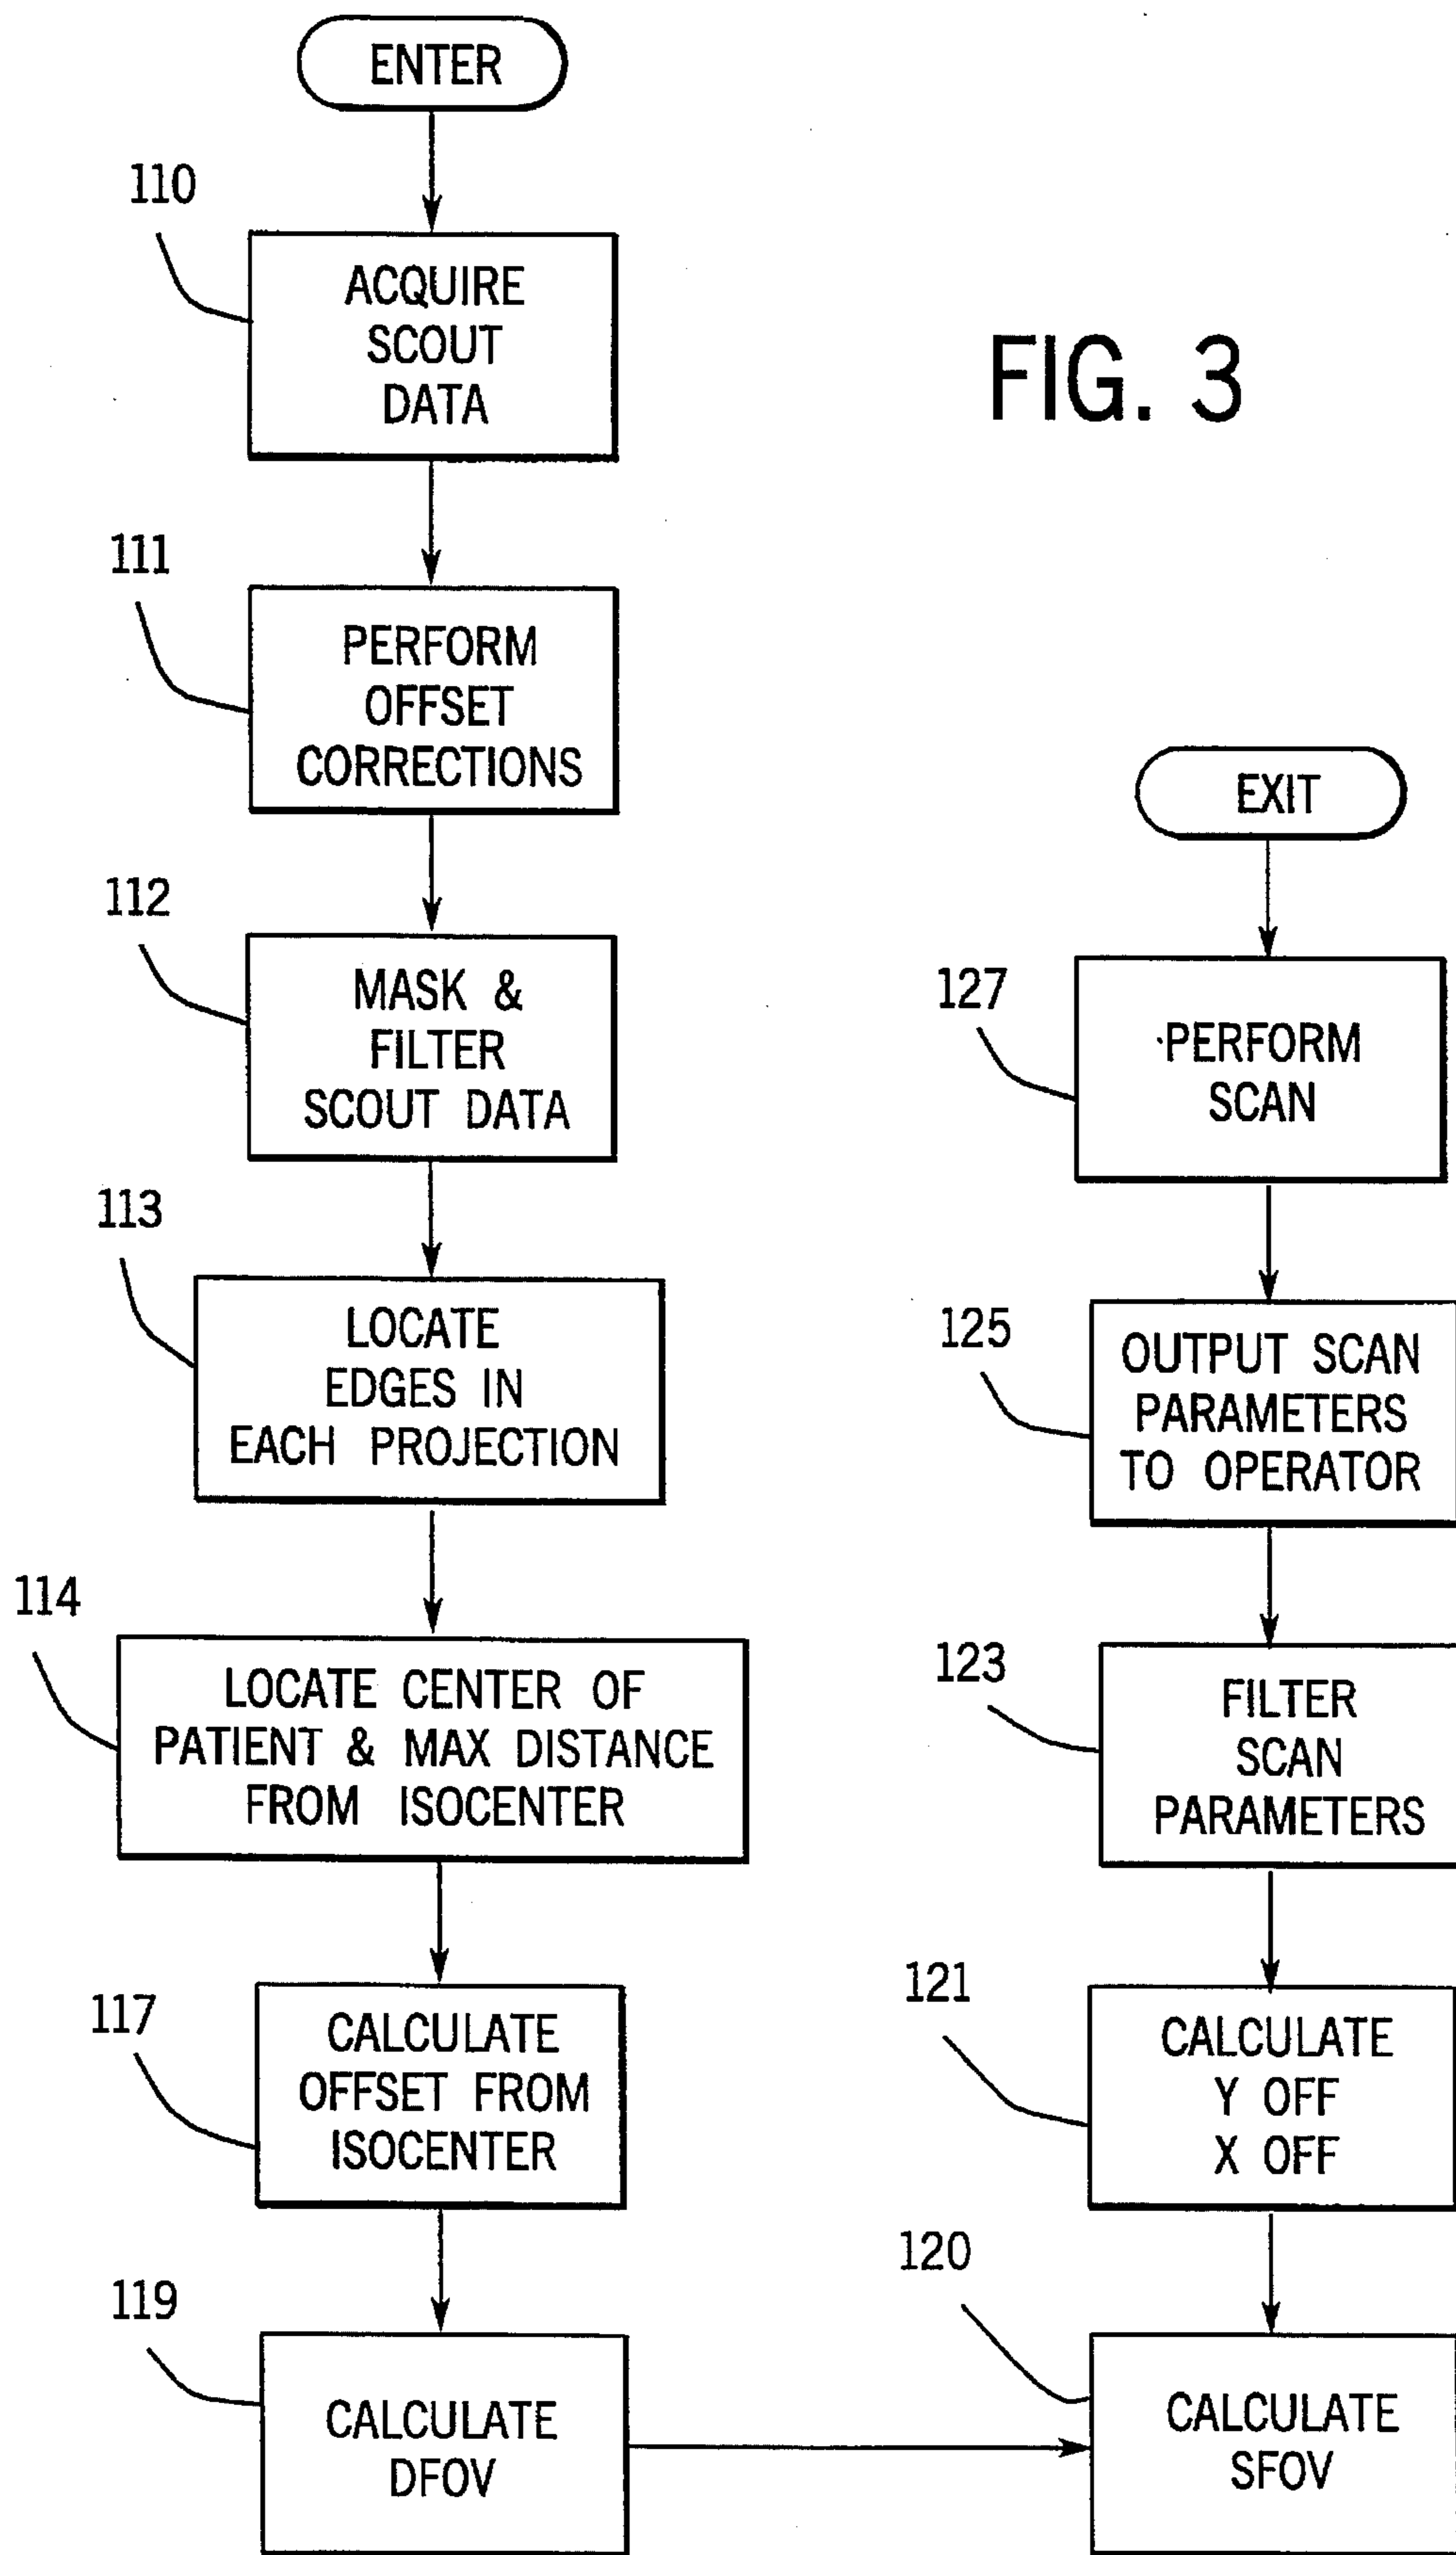 ENTER
110
ACQUIRE
SCOUT
DATA
FIG. 3
111
PERFORM
OFFSET
CORRECTIONS
112
MASK &
FILTER
SCOUT DATA
113
LOCATE
EDGES IN
EACH PROJECTION
114
LOCATE CENTER OF
PATIENT & MAX DISTANCE
FROM ISOCENTER
117
CALCULATE
OFFSET FROM
ISOCENTER
119
CALCULATE
DFOV
EXIT
127
PERFORM
SCAN
125
OUTPUT SCAN
PARAMETERS
TO OPERATOR
123
FILTER
SCAN
PARAMETERS
121
CALCULATE
Y OFF
X OFF
120
CALCULATE
SFOV